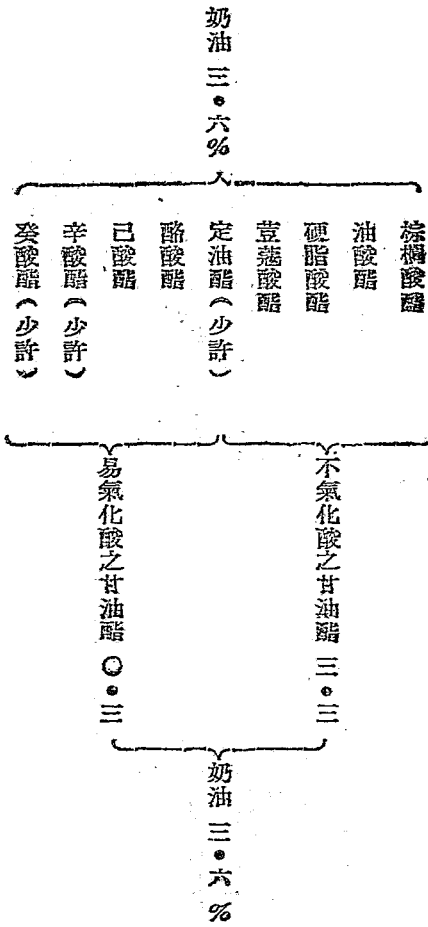 奶油 三•六%
棕櫚酸酯
油酸酯
硬脂酸酯
荳蔻酸酯
定油酯(少許)
酪酸酯
己酸酯
辛酸酯(少許)
癸酸酯(少許)
不氣化酸之甘油酯 三•三
易氣化酸之甘油酯 〇•三
奶油 三•六%